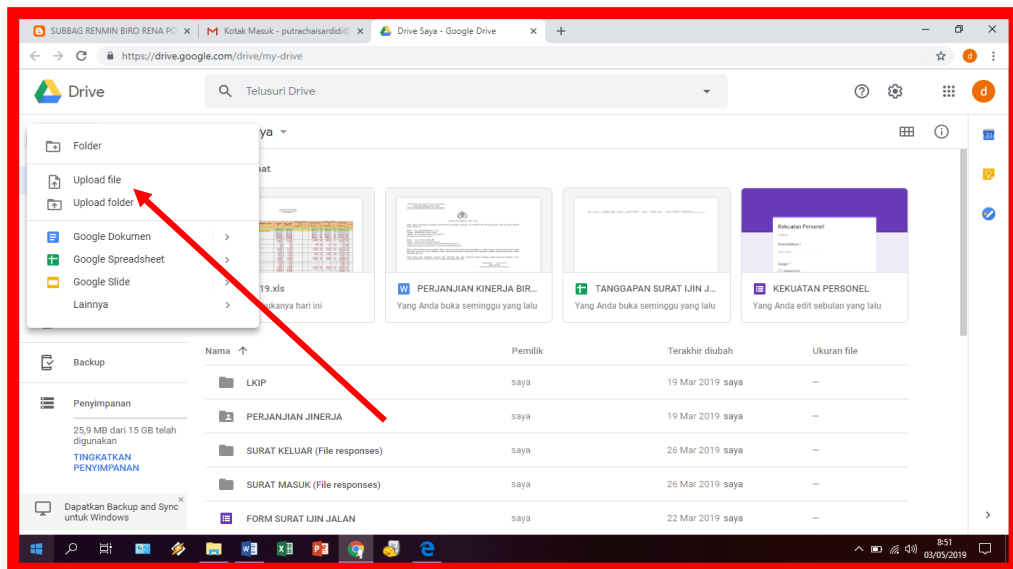 SUBBAG RENMIN BIRO RENA PO
Kotak Masuk - putrachaisardidi@
Drive Saya - Google Drive
https://drive.google.com/drive/my-drive
d
Drive
Telusuri Drive
d
ya
31
Folder
Upload file
Upload folder
Google Dokumen
Google Spreadsheet
Google Slide
Lainnya
pat
Kekuatan Personel
19.xls
ukanya hari ini
PERJANJIAN KINERJA BIR...
Yang Anda buka seminggu yang lalu
TANGGAPAN SURAT IJIN J...
Yang Anda buka seminggu yang lalu
KEKUATAN PERSONEL
Yang Anda edit sebulan yang lalu
Backup
Penyimpanan
25,9 MB dari 15 GB telah
digunakan
TINGKATKAN
PENYIMPANAN
Dapatkan Backup and Sync
untuk Windows
Nama Pemilik Terakhir diubah Ukuran file
LKIP saya 19 Mar 2019 saya –
PERJANJIAN JINERJA saya 19 Mar 2019 saya –
SURAT KELUAR (File responses) saya 26 Mar 2019 saya –
SURAT MASUK (File responses) saya 26 Mar 2019 saya –
FORM SURAT IJIN JALAN saya 22 Mar 2019 saya –
8:51
03/05/2019